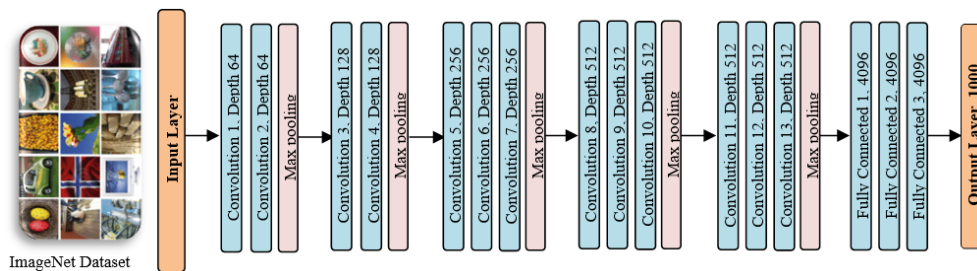 Input Layer
Convolution 1. Depth 64
Convolution 2. Depth 64
Max pooling
Convolution 3. Depth 128
Convolution 4. Depth 128
Max pooling
Convolution 5. Depth 256
Convolution 6. Depth 256
Convolution 7. Depth 256
Max pooling
Convolution 8. Depth 512
Convolution 9. Depth 512
Convolution 10. Depth 512
Max pooling
Convolution 11. Depth 512
Convolution 12. Depth 512
Convolution 13. Depth 512
Max pooling
Fully Connected 1. 4096
Fully Connected 2. 4096
Fully Connected 3, 4096
Output Layer, 1000
ImageNet Dataset